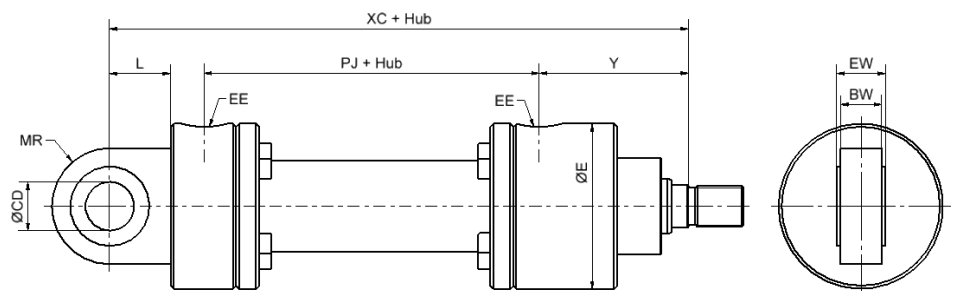 XC + Hub
L
PJ + Hub
Y
EW
BW
EE
EE
MR
ØCD
ØE